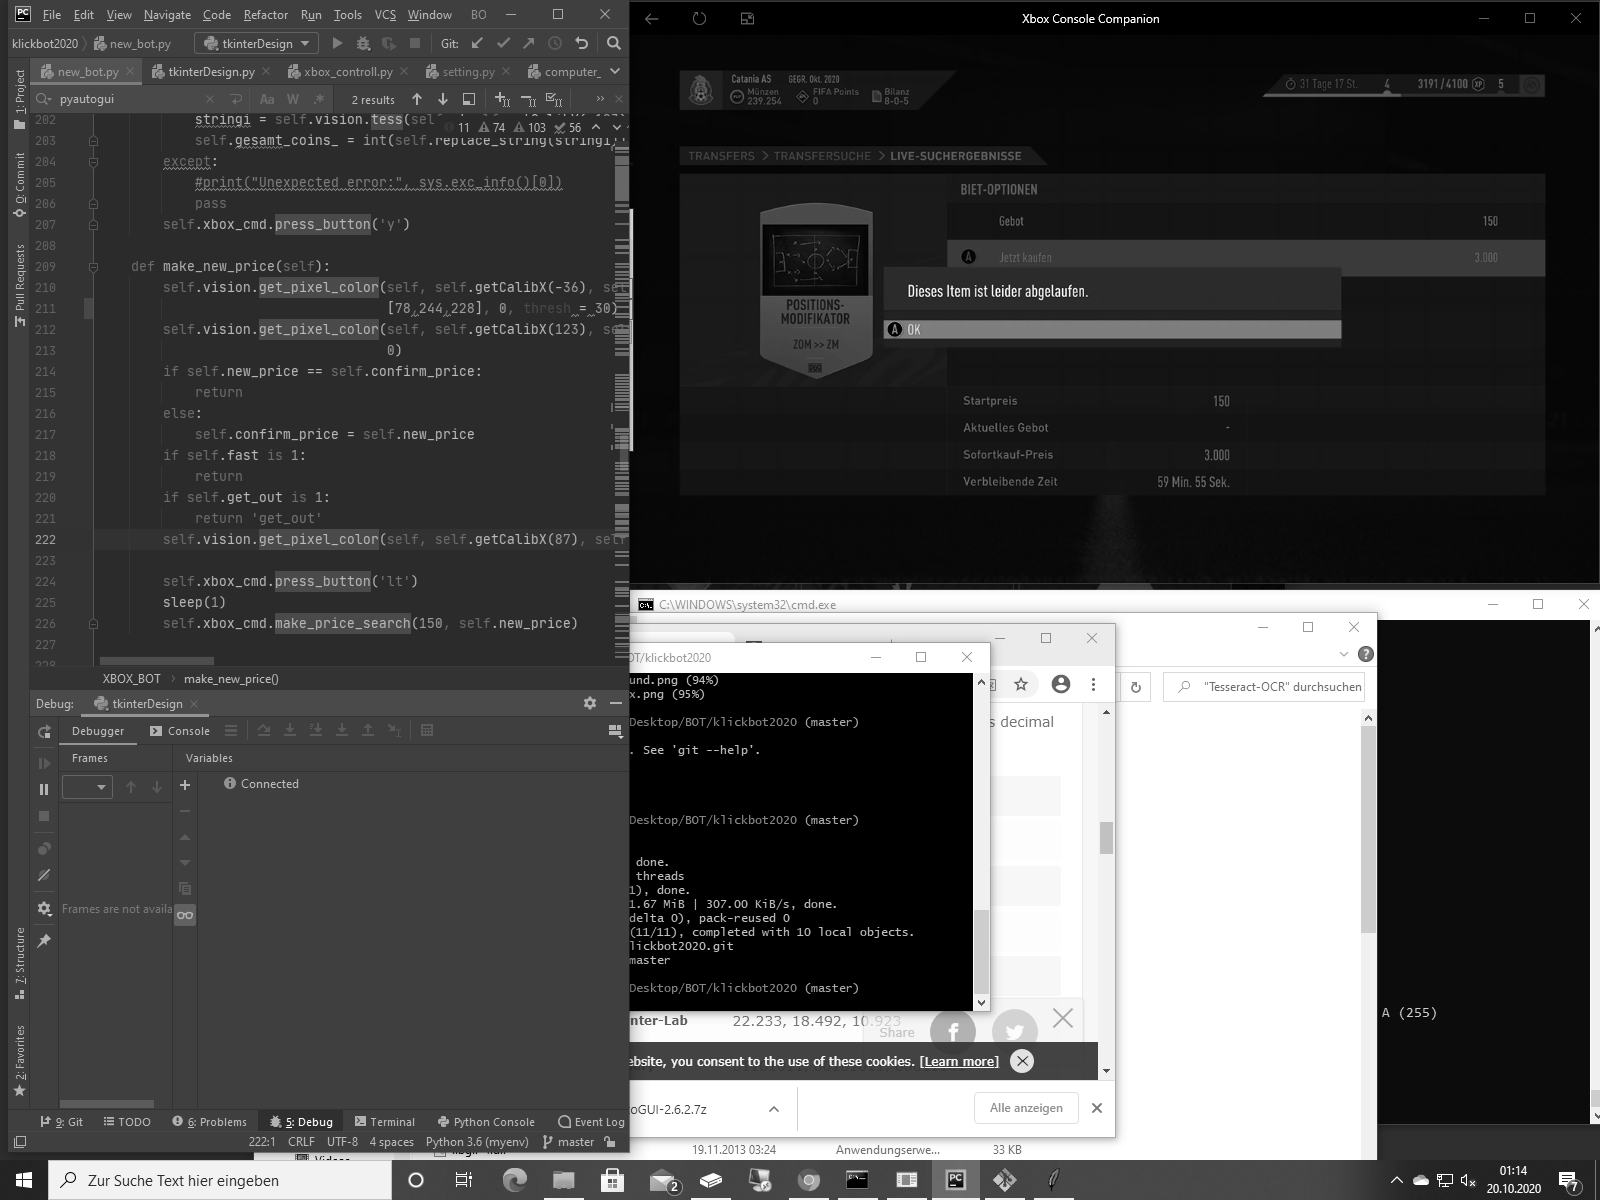 File Edit View Navigate Code Refactor Run Tools VCS Window BO
klickbot2020 new_bot.py tkinterDesign Git:
new_bot.py tkinterDesign.py xbox_controll.py setting.py computer_
pyautogui Aa W .* 2 results
11 74 103 56
202 stringi = self.vision.tess(sel
203 self.gesamt_coins_ = int(self.replace_string(stringi)
204 except:
205 #print("Unexpected error:", sys.exc_info()[0])
206 pass
207 self.xbox_cmd.press_button('y')
208
209 def make_new_price(self):
210 self.vision.get_pixel_color(self, self.getCalibX(-36), sel
211 [78,244,228], 0, thresh = 30)
212 self.vision.get_pixel_color(self, self.getCalibX(123), sel
213 0)
214 if self.new_price == self.confirm_price:
215 return
216 else:
217 self.confirm_price = self.new_price
218 if self.fast is 1:
219 return
220 if self.get_out is 1:
221 return 'get_out'
222 self.vision.get_pixel_color(self, self.getCalibX(87), self
223
224 self.xbox_cmd.press_button('lt')
225 sleep(1)
226 self.xbox_cmd.make_price_search(150, self.new_price)
227
228
XBOX_BOT make_new_price()
Debug: tkinterDesign
Debugger Console
Frames Variables
Connected
Frames are not availa
1: Project
0: Commit
Pull Requests
7: Structure
2: Favorites
9: Git TODO 6: Problems 5: Debug Terminal Python Console Event Log
222:1 CRLF UTF-8 4 spaces Python 3.6 (myenv) master
Xbox Console Companion
Catania AS GEGR. Okt. 2020
Münzen 239.254 FIFA Points 0 Bilanz 8-0-5
31 Tage 17 St. 4 3191/4100 XP 5
TRANSFERS > TRANSFERSUCHE > LIVE-SUCHERGEBNISSE
BIET-OPTIONEN
Gebot 150
A Jetzt kaufen 3.000
POSITIONS-
MODIFIKATOR
ZOM >> ZM
Dieses Item ist leider abgelaufen.
A OK
Startpreis 150
Aktuelles Gebot -
Sofortkauf-Preis 3.000
Verbleibende Zeit 59 Min. 55 Sek.
C:\WINDOWS\system32\cmd.exe
"Tesseract-OCR" durchsuchen
s decimal
A (255)
OT/klickbot2020
und.png (94%)
x.png (95%)
Desktop/BOT/klickbot2020 (master)
. See 'git --help'.
Desktop/BOT/klickbot2020 (master)
done.
threads
1), done.
1.67 MiB | 307.00 KiB/s, done.
delta 0), pack-reused 0
(11/11), completed with 10 local objects.
lickbot2020.git
master
Desktop/BOT/klickbot2020 (master)
nter-Lab 22.233, 18.492, 10.923
Share
ebsite, you consent to the use of these cookies. [Learn more]
oGUI-2.6.2.7z Alle anzeigen
19.11.2013 03:24 Anwendungserwe... 33 KB
Videos
Zur Suche Text hier eingeben
2
01:14
20.10.2020
7